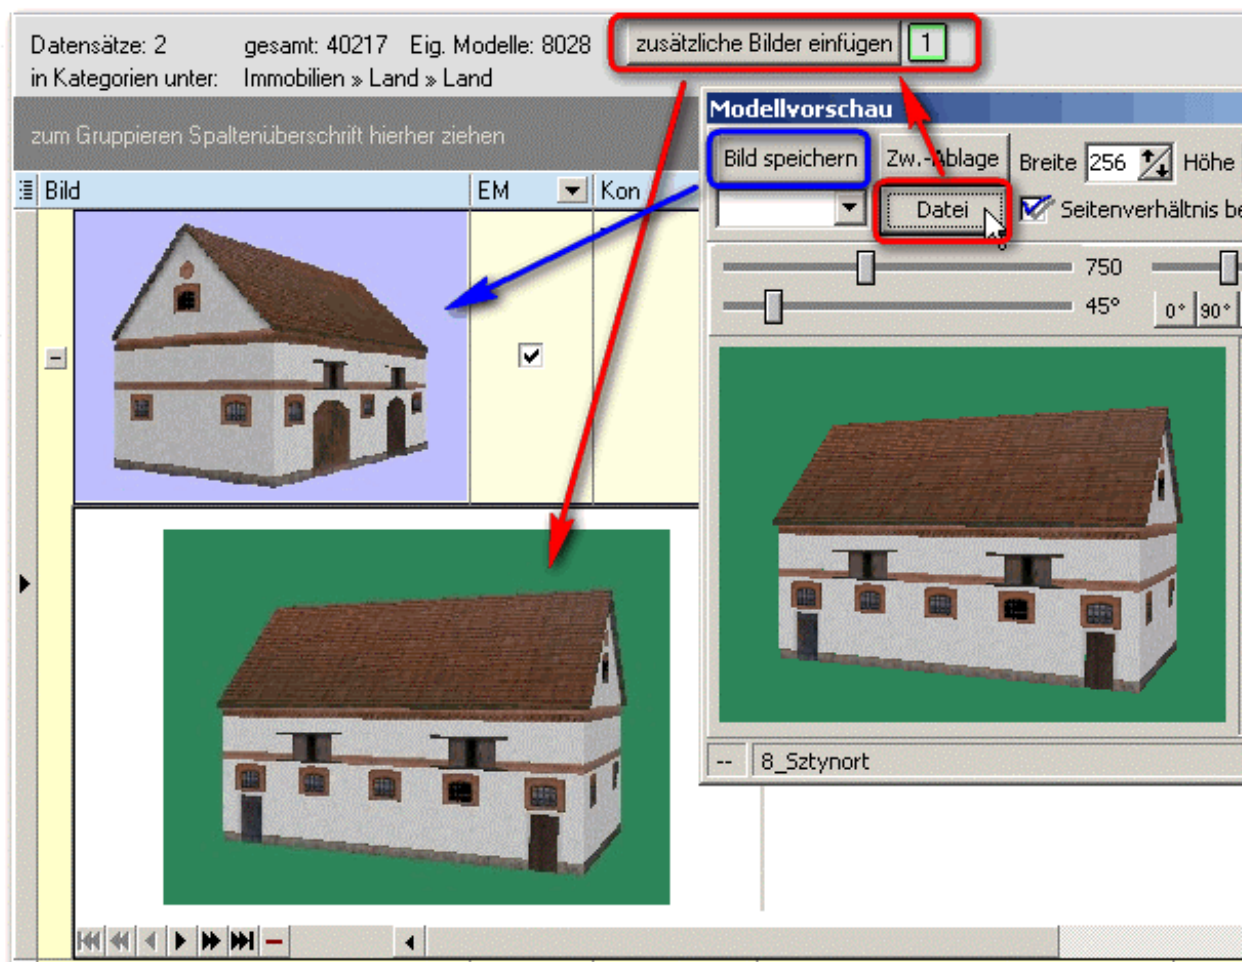 Datensätze: 2 gesamt: 40217 Eig. Modelle: 8028 zusätzliche Bilder einfügen 1
in Kategorien unter: Immobilien » Land » Land
zum Gruppieren Spaltenüberschrift hierher ziehen
Modellvorschau
Bild speichern Zw.-Ablage Breite 256 Höhe
Bild EM Kon
Datei Seitenverhältnis be
750
45° 0° 90°
-- 8_Sztynort